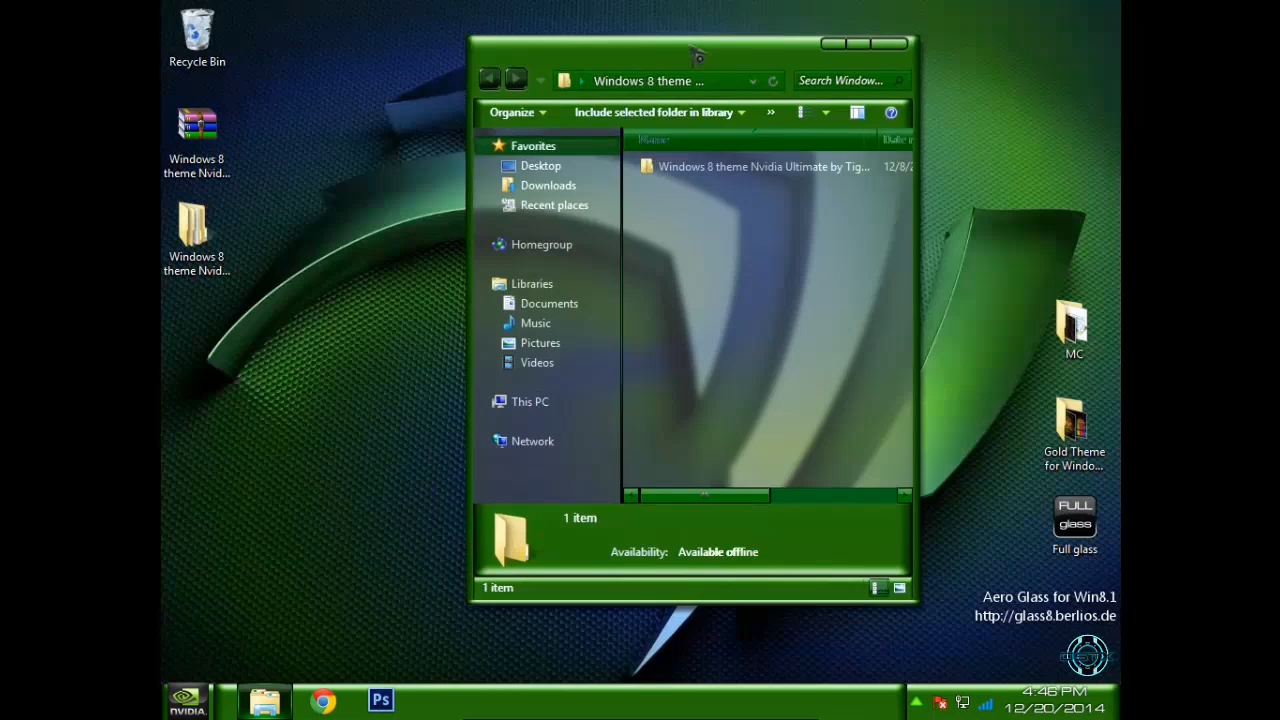 Recycle Bin
Windows 8
theme Nvid...
Windows 8
theme Nvid...
Windows 8 theme ...
Search Window...
Organize
Include selected folder in library
»
Name
Favorites
Desktop
Downloads
Recent places
Homegroup
Libraries
Documents
Music
Pictures
Videos
This PC
Network
Windows 8 theme Nvidia Ultimate by Tig...
12/8/2
1 item
Availability: Available offline
1 item
MC
Gold Theme
for Windo...
FULL
glass
Full glass
Aero Glass for Win8.1
http://glass8.berlios.de
NVIDIA.
Ps
4:46 PM
12/20/2014